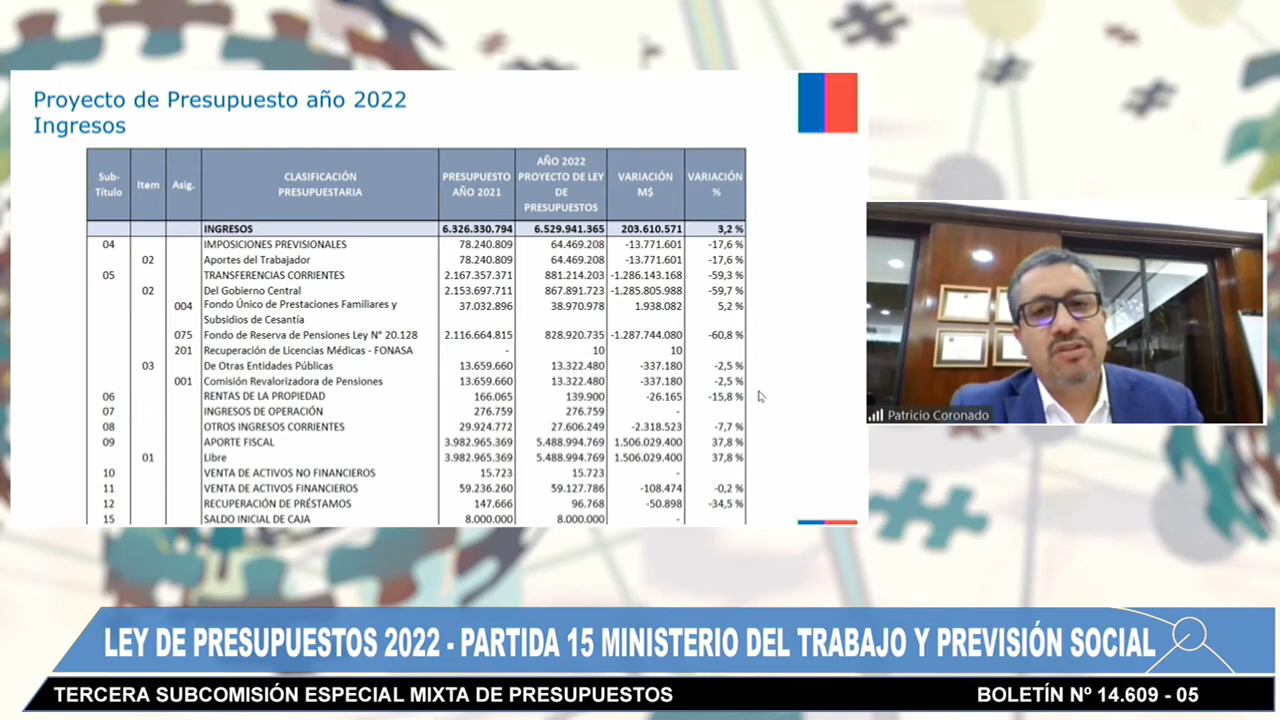 Proyecto de Presupuesto año 2022
Ingresos
Sub-Título Item Asig. CLASIFICACIÓN PRESUPUESTARIA PRESUPUESTO AÑO 2021 AÑO 2022 PROYECTO DE LEY DE PRESUPUESTOS VARIACIÓN M$ VARIACIÓN %
INGRESOS 6.326.330.794 6.529.941.365 203.610.571 3,2 %
04 IMPOSICIONES PREVISIONALES 78.240.809 64.469.208 -13.771.601 -17,6 %
02 Aportes del Trabajador 78.240.809 64.469.208 -13.771.601 -17,6 %
05 TRANSFERENCIAS CORRIENTES 2.167.357.371 881.214.203 -1.286.143.168 -59,3 %
02 Del Gobierno Central 2.153.697.711 867.891.723 -1.285.805.988 -59,7 %
004 Fondo Único de Prestaciones Familiares y Subsidios de Cesantía 37.032.896 38.970.978 1.938.082 5,2 %
075 Fondo de Reserva de Pensiones Ley N° 20.128 2.116.664.815 828.920.735 -1.287.744.080 -60,8 %
201 Recuperación de Licencias Médicas - FONASA - 10 10
03 De Otras Entidades Públicas 13.659.660 13.322.480 -337.180 -2,5 %
001 Comisión Revalorizadora de Pensiones 13.659.660 13.322.480 -337.180 -2,5 %
06 RENTAS DE LA PROPIEDAD 166.065 139.900 -26.165 -15,8 %
07 INGRESOS DE OPERACIÓN 276.759 276.759 -
08 OTROS INGRESOS CORRIENTES 29.924.772 27.606.249 -2.318.523 -7,7 %
09 APORTE FISCAL 3.982.965.369 5.488.994.769 1.506.029.400 37,8 %
01 Libre 3.982.965.369 5.488.994.769 1.506.029.400 37,8 %
10 VENTA DE ACTIVOS NO FINANCIEROS 15.723 15.723 -
11 VENTA DE ACTIVOS FINANCIEROS 59.236.260 59.127.786 -108.474 -0,2 %
12 RECUPERACIÓN DE PRÉSTAMOS 147.666 96.768 -50.898 -34,5 %
15 SALDO INICIAL DE CAJA 8.000.000 8.000.000 -
Patricio Coronado
LEY DE PRESUPUESTOS 2022 - PARTIDA 15 MINISTERIO DEL TRABAJO Y PREVISIÓN SOCIAL
TERCERA SUBCOMISIÓN ESPECIAL MIXTA DE PRESUPUESTOS BOLETÍN Nº 14.609 - 05